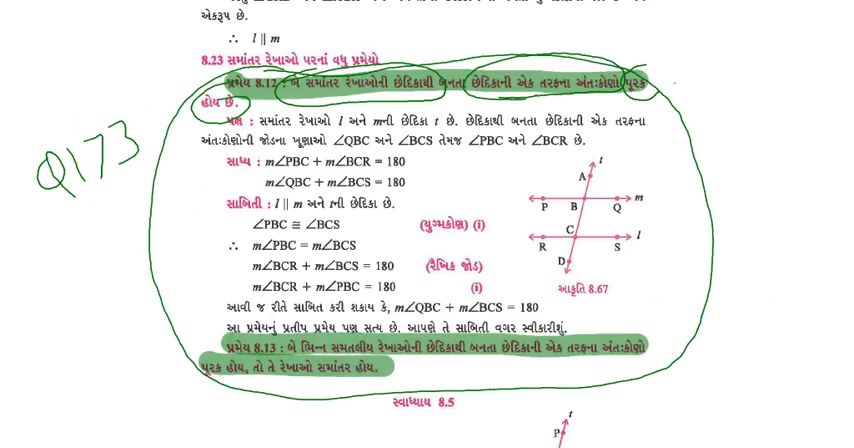 એકરૂપ છે.
∴ l ∥ m
8.23 સમાંતર રેખાઓ પરનાં વધુ પ્રમેયો
પ્રમેય 8.12 : બે સમાંતર રેખાઓની છેદિકાથી બનતા છેદિકાની એક તરફના અંતઃકોણો પૂરક
હોય છે.
પક્ષ : સમાંતર રેખાઓ l અને mની છેદિકા t છે. છેદિકાથી બનતા છેદિકાની એક તરફના
અંતઃકોણોની જોડના ખૂણાઓ ∠QBC અને ∠BCS તેમજ ∠PBC અને ∠BCR છે.
Q173
સાધ્ય : m∠PBC + m∠BCR = 180
m∠QBC + m∠BCS = 180
સાબિતી : l ∥ m અને tની છેદિકા છે.
∠PBC ≅ ∠BCS (યુગ્મકોણ) (i)
∴ m∠PBC = m∠BCS
m∠BCR + m∠BCS = 180 (રૈખિક જોડ)
m∠BCR + m∠PBC = 180 (i)
t
A
P B Q m
C
R S l
D
આકૃતિ 8.67
આવી જ રીતે સાબિત કરી શકાય કે, m∠QBC + m∠BCS = 180
આ પ્રમેયનું પ્રતીપ પ્રમેય પણ સત્ય છે. આપણે તે સાબિતી વગર સ્વીકારીશું.
પ્રમેય 8.13 : બે ભિન્ન સમતલીય રેખાઓની છેદિકાથી બનતા છેદિકાની એક તરફના અંતઃકોણો
પૂરક હોય, તો તે રેખાઓ સમાંતર હોય.
સ્વાધ્યાય 8.5
t
P